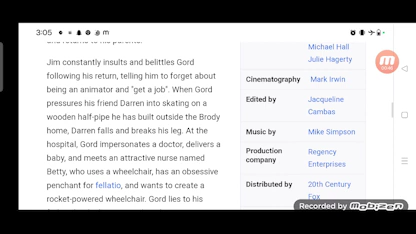 3:05
Jim constantly insults and belittles Gord
following his return, telling him to forget about
being an animator and "get a job". When Gord
pressures his friend Darren into skating on a
wooden half-pipe he has built outside the Brody
home, Darren falls and breaks his leg. At the
hospital, Gord impersonates a doctor, delivers a
baby, and meets an attractive nurse named
Betty, who uses a wheelchair, has an obsessive
penchant for fellatio, and wants to create a
rocket-powered wheelchair. Gord lies to his
Michael Hall
Julie Hagerty
Cinematography Mark Irwin
Edited by Jacqueline
Cambas
Music by Mike Simpson
Production Regency
company Enterprises
Distributed by 20th Century
Fox
Recorded by Mobizen